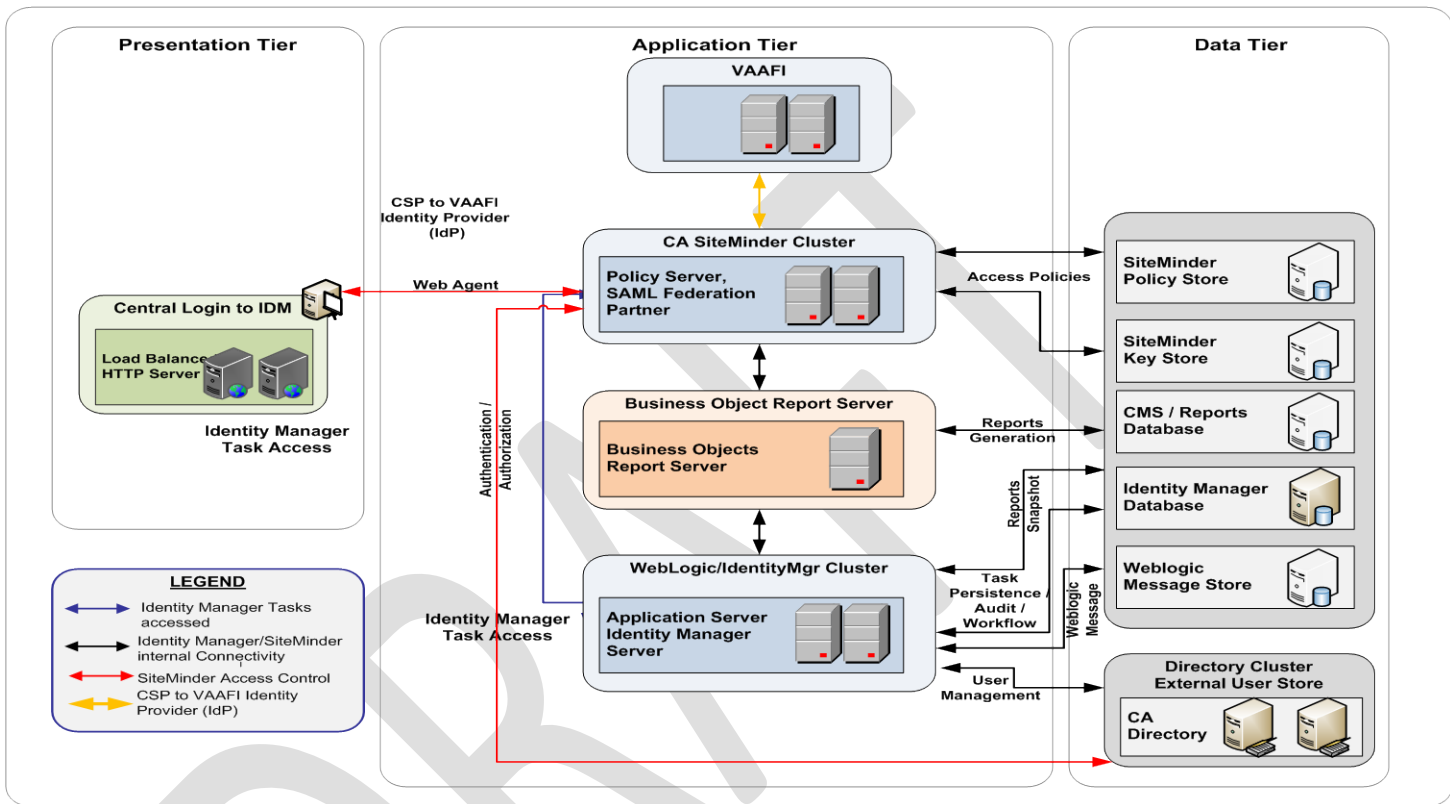 Presentation Tier
Application Tier
Data Tier
VAAFI
CSP to VAAFI
Identity Provider
(IdP)
CA SiteMinder Cluster
Policy Server,
SAML Federation
Partner
Web Agent
Access Policies
SiteMinder
Policy Store
SiteMinder
Key Store
CMS / Reports
Database
Identity Manager
Database
Weblogic
Message Store
Central Login to IDM
Load Balance
HTTP Server
Identity Manager
Task Access
Authentication /
Authorization
Business Object Report Server
Business Objects
Report Server
Reports
Generation
Reports
Snapshot
WebLogic/IdentityMgr Cluster
Application Server
Identity Manager
Server
Identity Manager
Task Access
Task
Persistence /
Audit /
Workflow
Weblogic
Message
User
Management
Directory Cluster
External User Store
CA
Directory
LEGEND
Identity Manager Tasks
accessed
Identity Manager/SiteMinder
internal Connectivity
SiteMinder Access Control
CSP to VAAFI Identity
Provider (IdP)
DRAFT